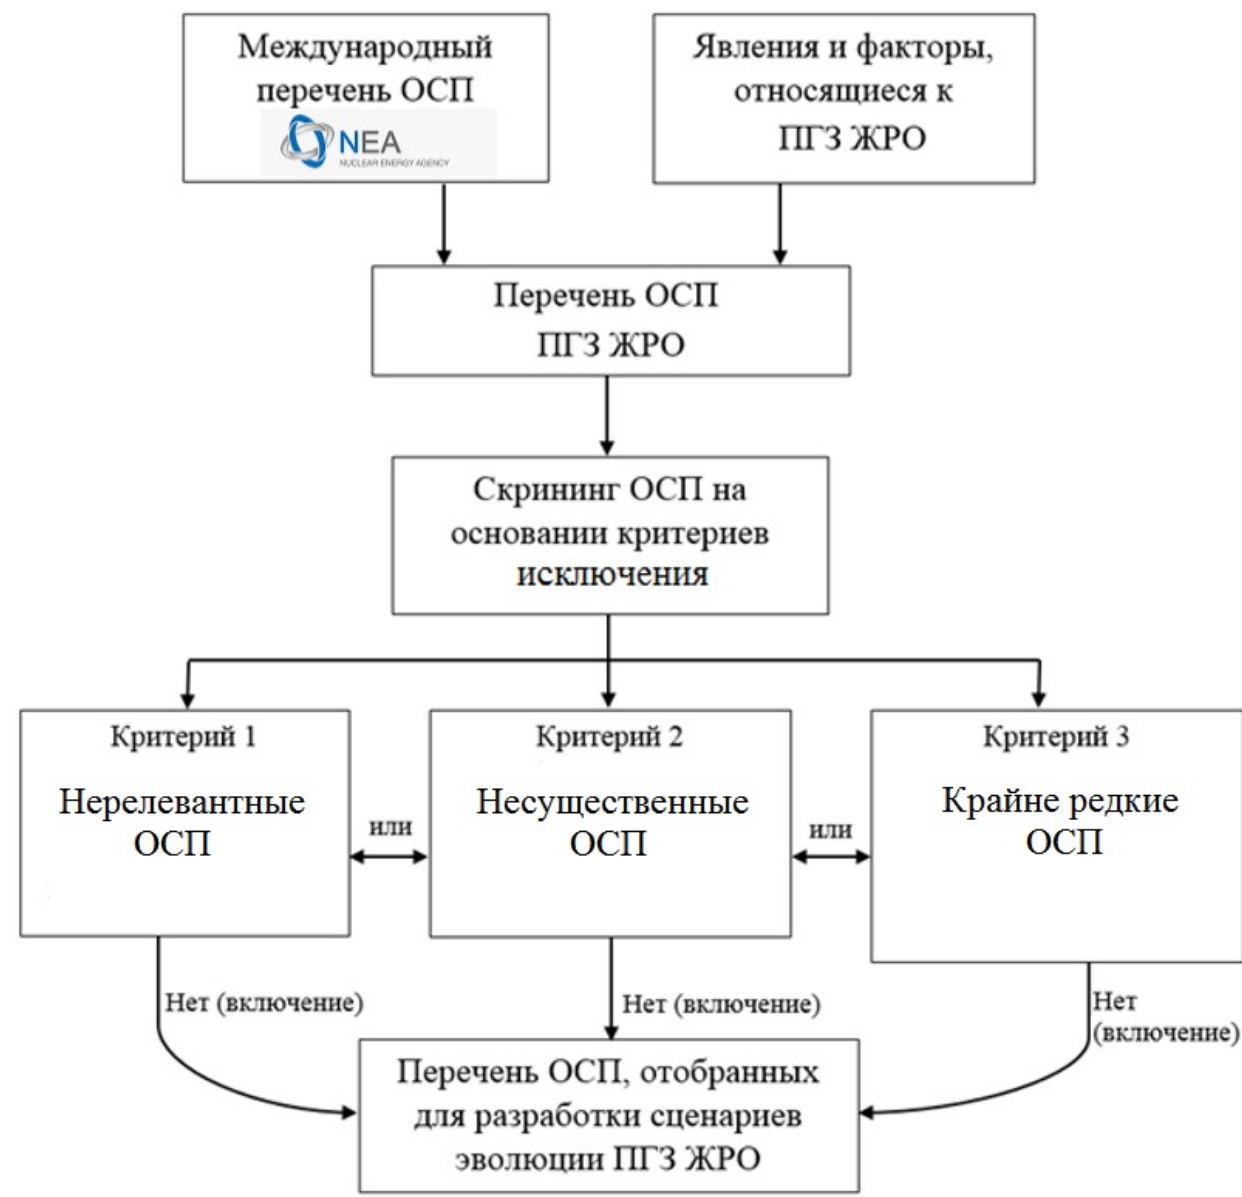 Международный
перечень ОСП
NEA
NUCLEAR ENERGY AGENCY
Явления и факторы,
относящиеся к
ПГЗ ЖРО
Перечень ОСП
ПГЗ ЖРО
Скрининг ОСП на
основании критериев
исключения
Критерий 1
Нерелевантные
ОСП
или
Критерий 2
Несущественные
ОСП
или
Критерий 3
Крайне редкие
ОСП
Нет (включение)
Нет (включение)
Нет
(включение)
Перечень ОСП, отобранных
для разработки сценариев
эволюции ПГЗ ЖРО